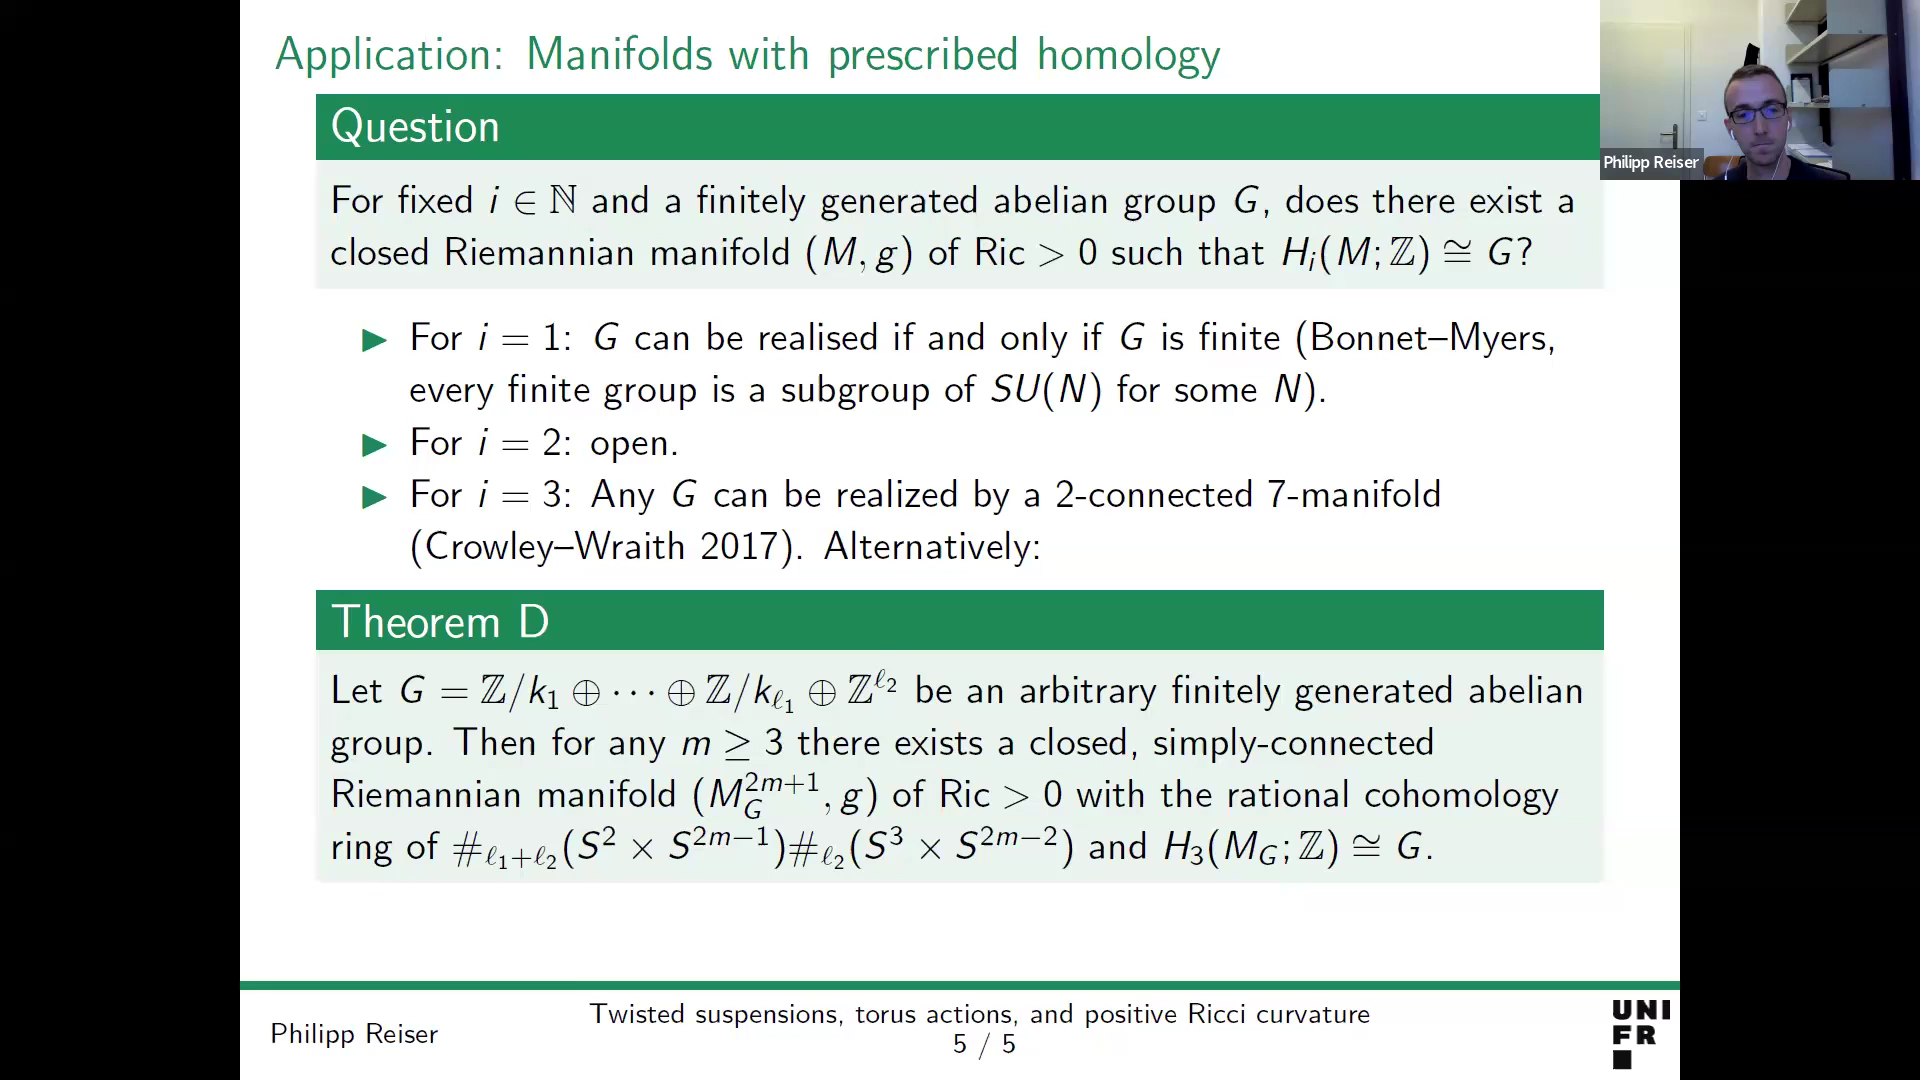 Application: Manifolds with prescribed homology
Question
For fixed i ∈ ℕ and a finitely generated abelian group G, does there exist a
closed Riemannian manifold (M, g) of Ric > 0 such that H_i(M; ℤ) ≅ G?
▶ For i = 1: G can be realised if and only if G is finite (Bonnet–Myers,
every finite group is a subgroup of SU(N) for some N).
▶ For i = 2: open.
▶ For i = 3: Any G can be realized by a 2-connected 7-manifold
(Crowley–Wraith 2017). Alternatively:
Theorem D
Let G = ℤ/k_1 ⊕ ⋯ ⊕ ℤ/k_{ℓ_1} ⊕ ℤ^{ℓ_2} be an arbitrary finitely generated abelian
group. Then for any m ≥ 3 there exists a closed, simply-connected
Riemannian manifold (M_G^{2m+1}, g) of Ric > 0 with the rational cohomology
ring of #_{ℓ_1+ℓ_2}(S^2 × S^{2m−1})#_{ℓ_2}(S^3 × S^{2m−2}) and H_3(M_G; ℤ) ≅ G.
Philipp Reiser
Twisted suspensions, torus actions, and positive Ricci curvature
5 / 5
UNI
FR
Philipp Reiser